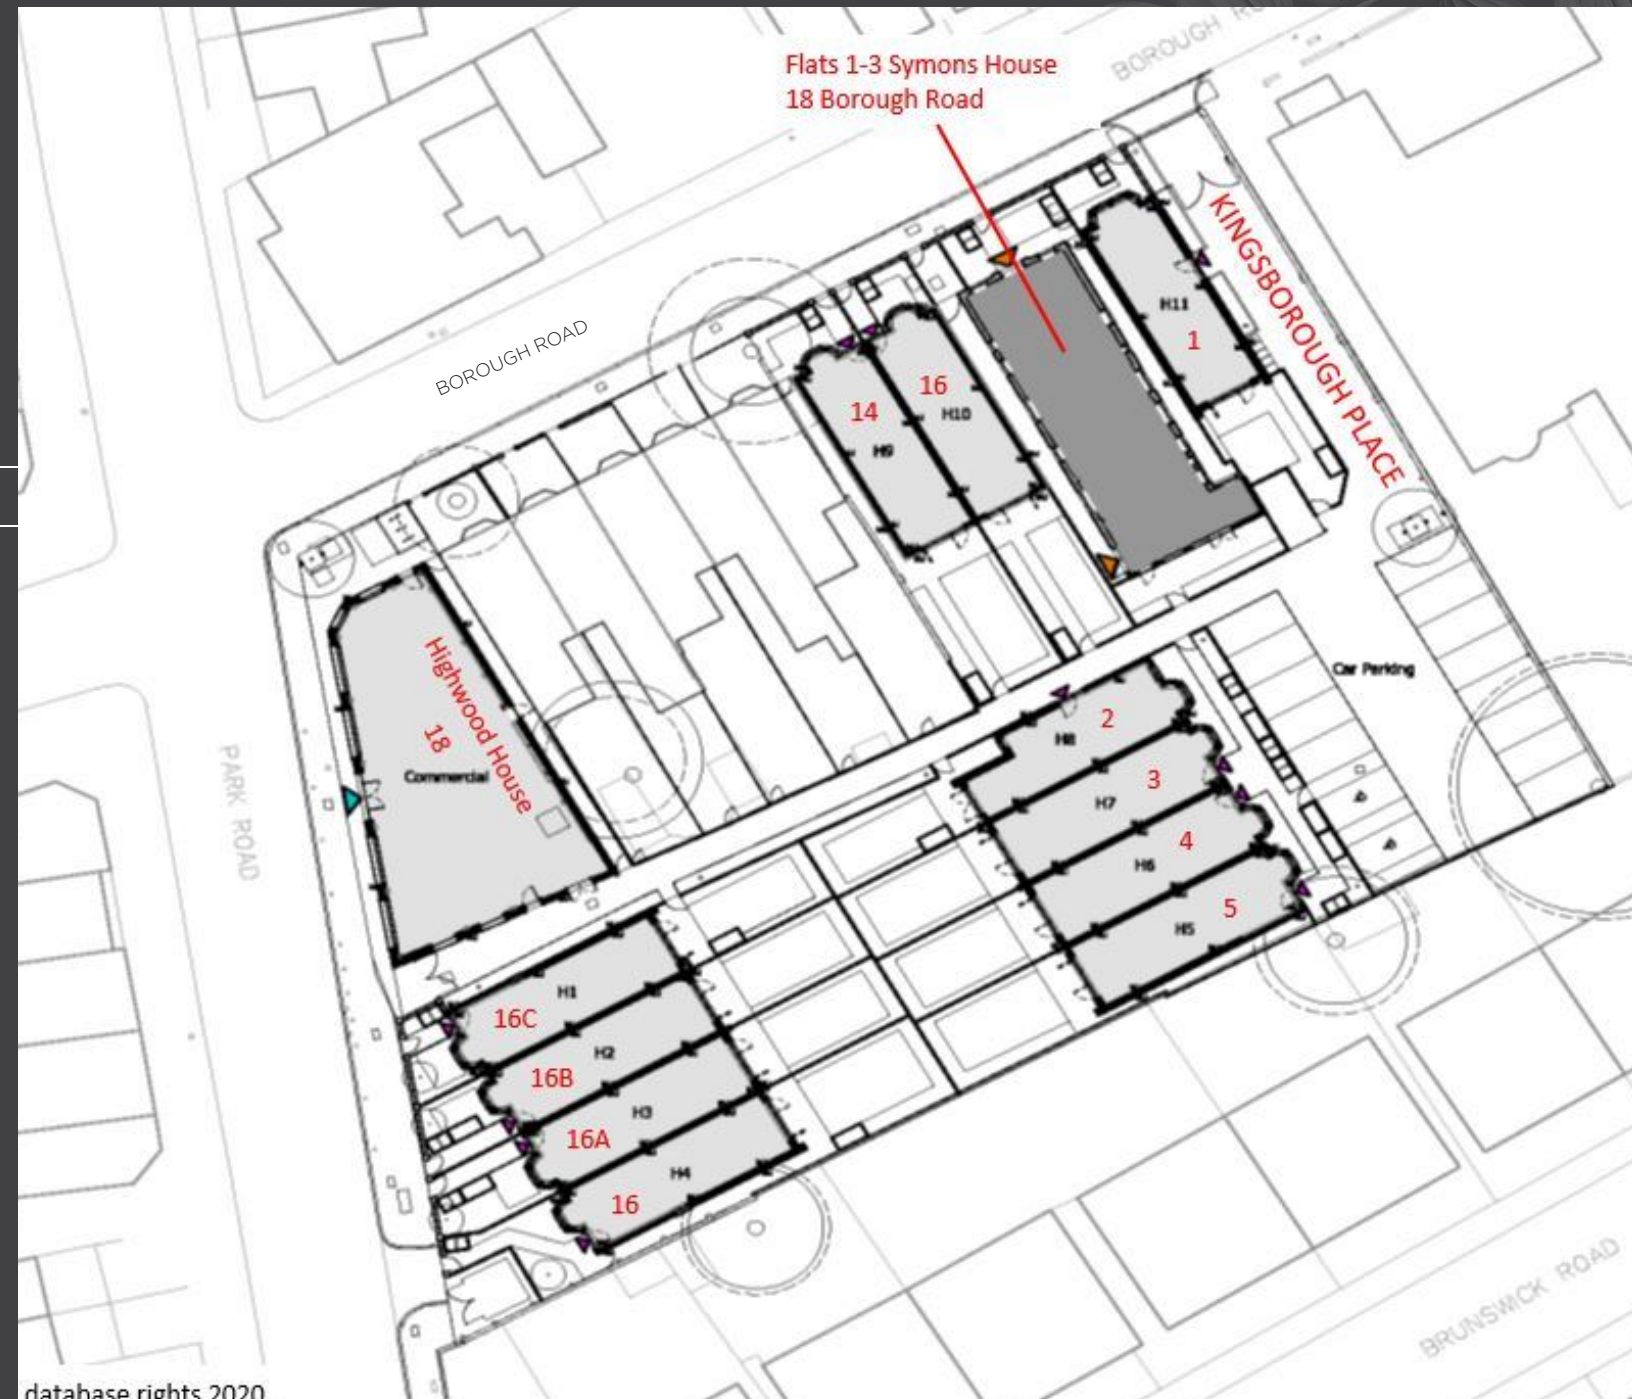 BOROUGH
Flats 1-3 Symons House
18 Borough Road
KINGSBOROUGH PLACE
H11
1
BOROUGH ROAD
16
H10
14
H9
Highwood House
18
Commercial
PARK ROAD
Car Parking
2
H8
3
H7
4
H6
5
H5
H1
16C
H2
16B
H3
16A
H4
16
BRUNSWICK ROAD
database rights 2020